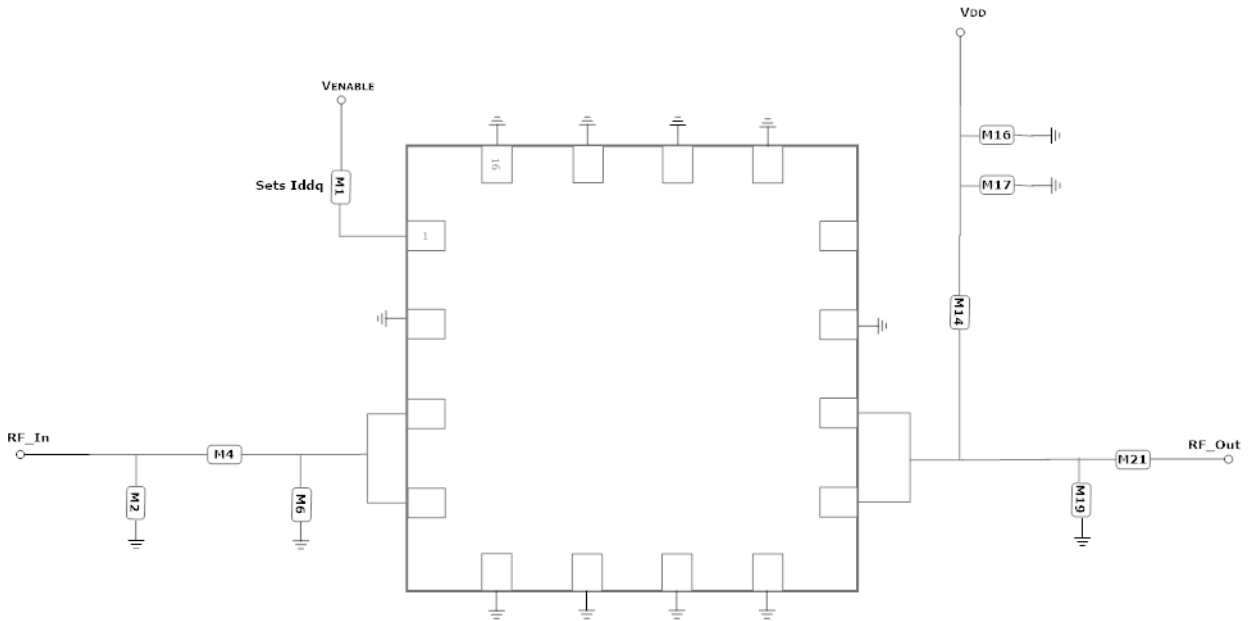 VDD
VENABLE
M16
16
Sets Iddq
M1
M17
1
M14
RF_In
RF_Out
M4
M21
M2
M6
M19